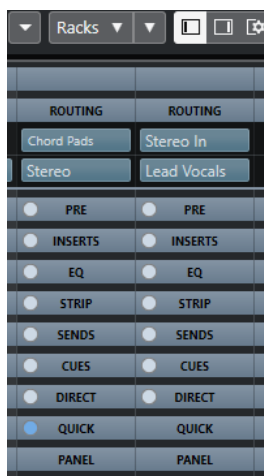 Racks
ROUTING ROUTING
Chord Pads Stereo In
Stereo Lead Vocals
PRE PRE
INSERTS INSERTS
EQ EQ
STRIP STRIP
SENDS SENDS
CUES CUES
DIRECT DIRECT
QUICK QUICK
PANEL PANEL